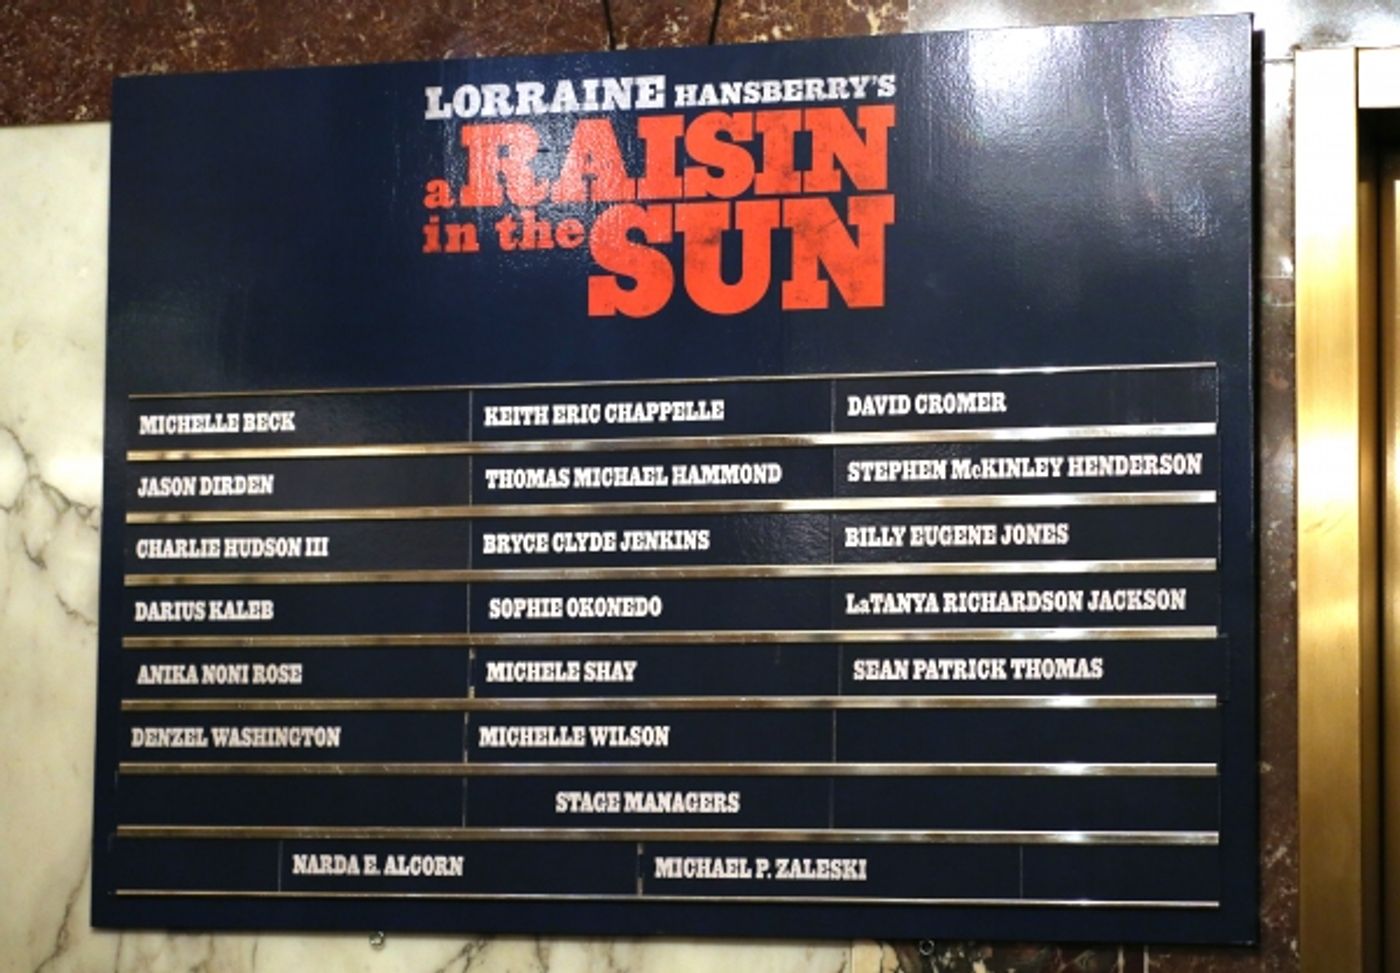 LORRAINE HANSBERRY'S
a RAISIN
in the SUN
MICHELLE BECK KEITH ERIC CHAPPELLE DAVID CROMER
JASON DIRDEN THOMAS MICHAEL HAMMOND STEPHEN McKINLEY HENDERSON
CHARLIE HUDSON III BRYCE CLYDE JENKINS BILLY EUGENE JONES
DARIUS KALEB SOPHIE OKONEDO LaTANYA RICHARDSON JACKSON
ANIKA NONI ROSE MICHELE SHAY SEAN PATRICK THOMAS
DENZEL WASHINGTON MICHELLE WILSON
STAGE MANAGERS
NARDA E. ALCORN MICHAEL P. ZALESKI